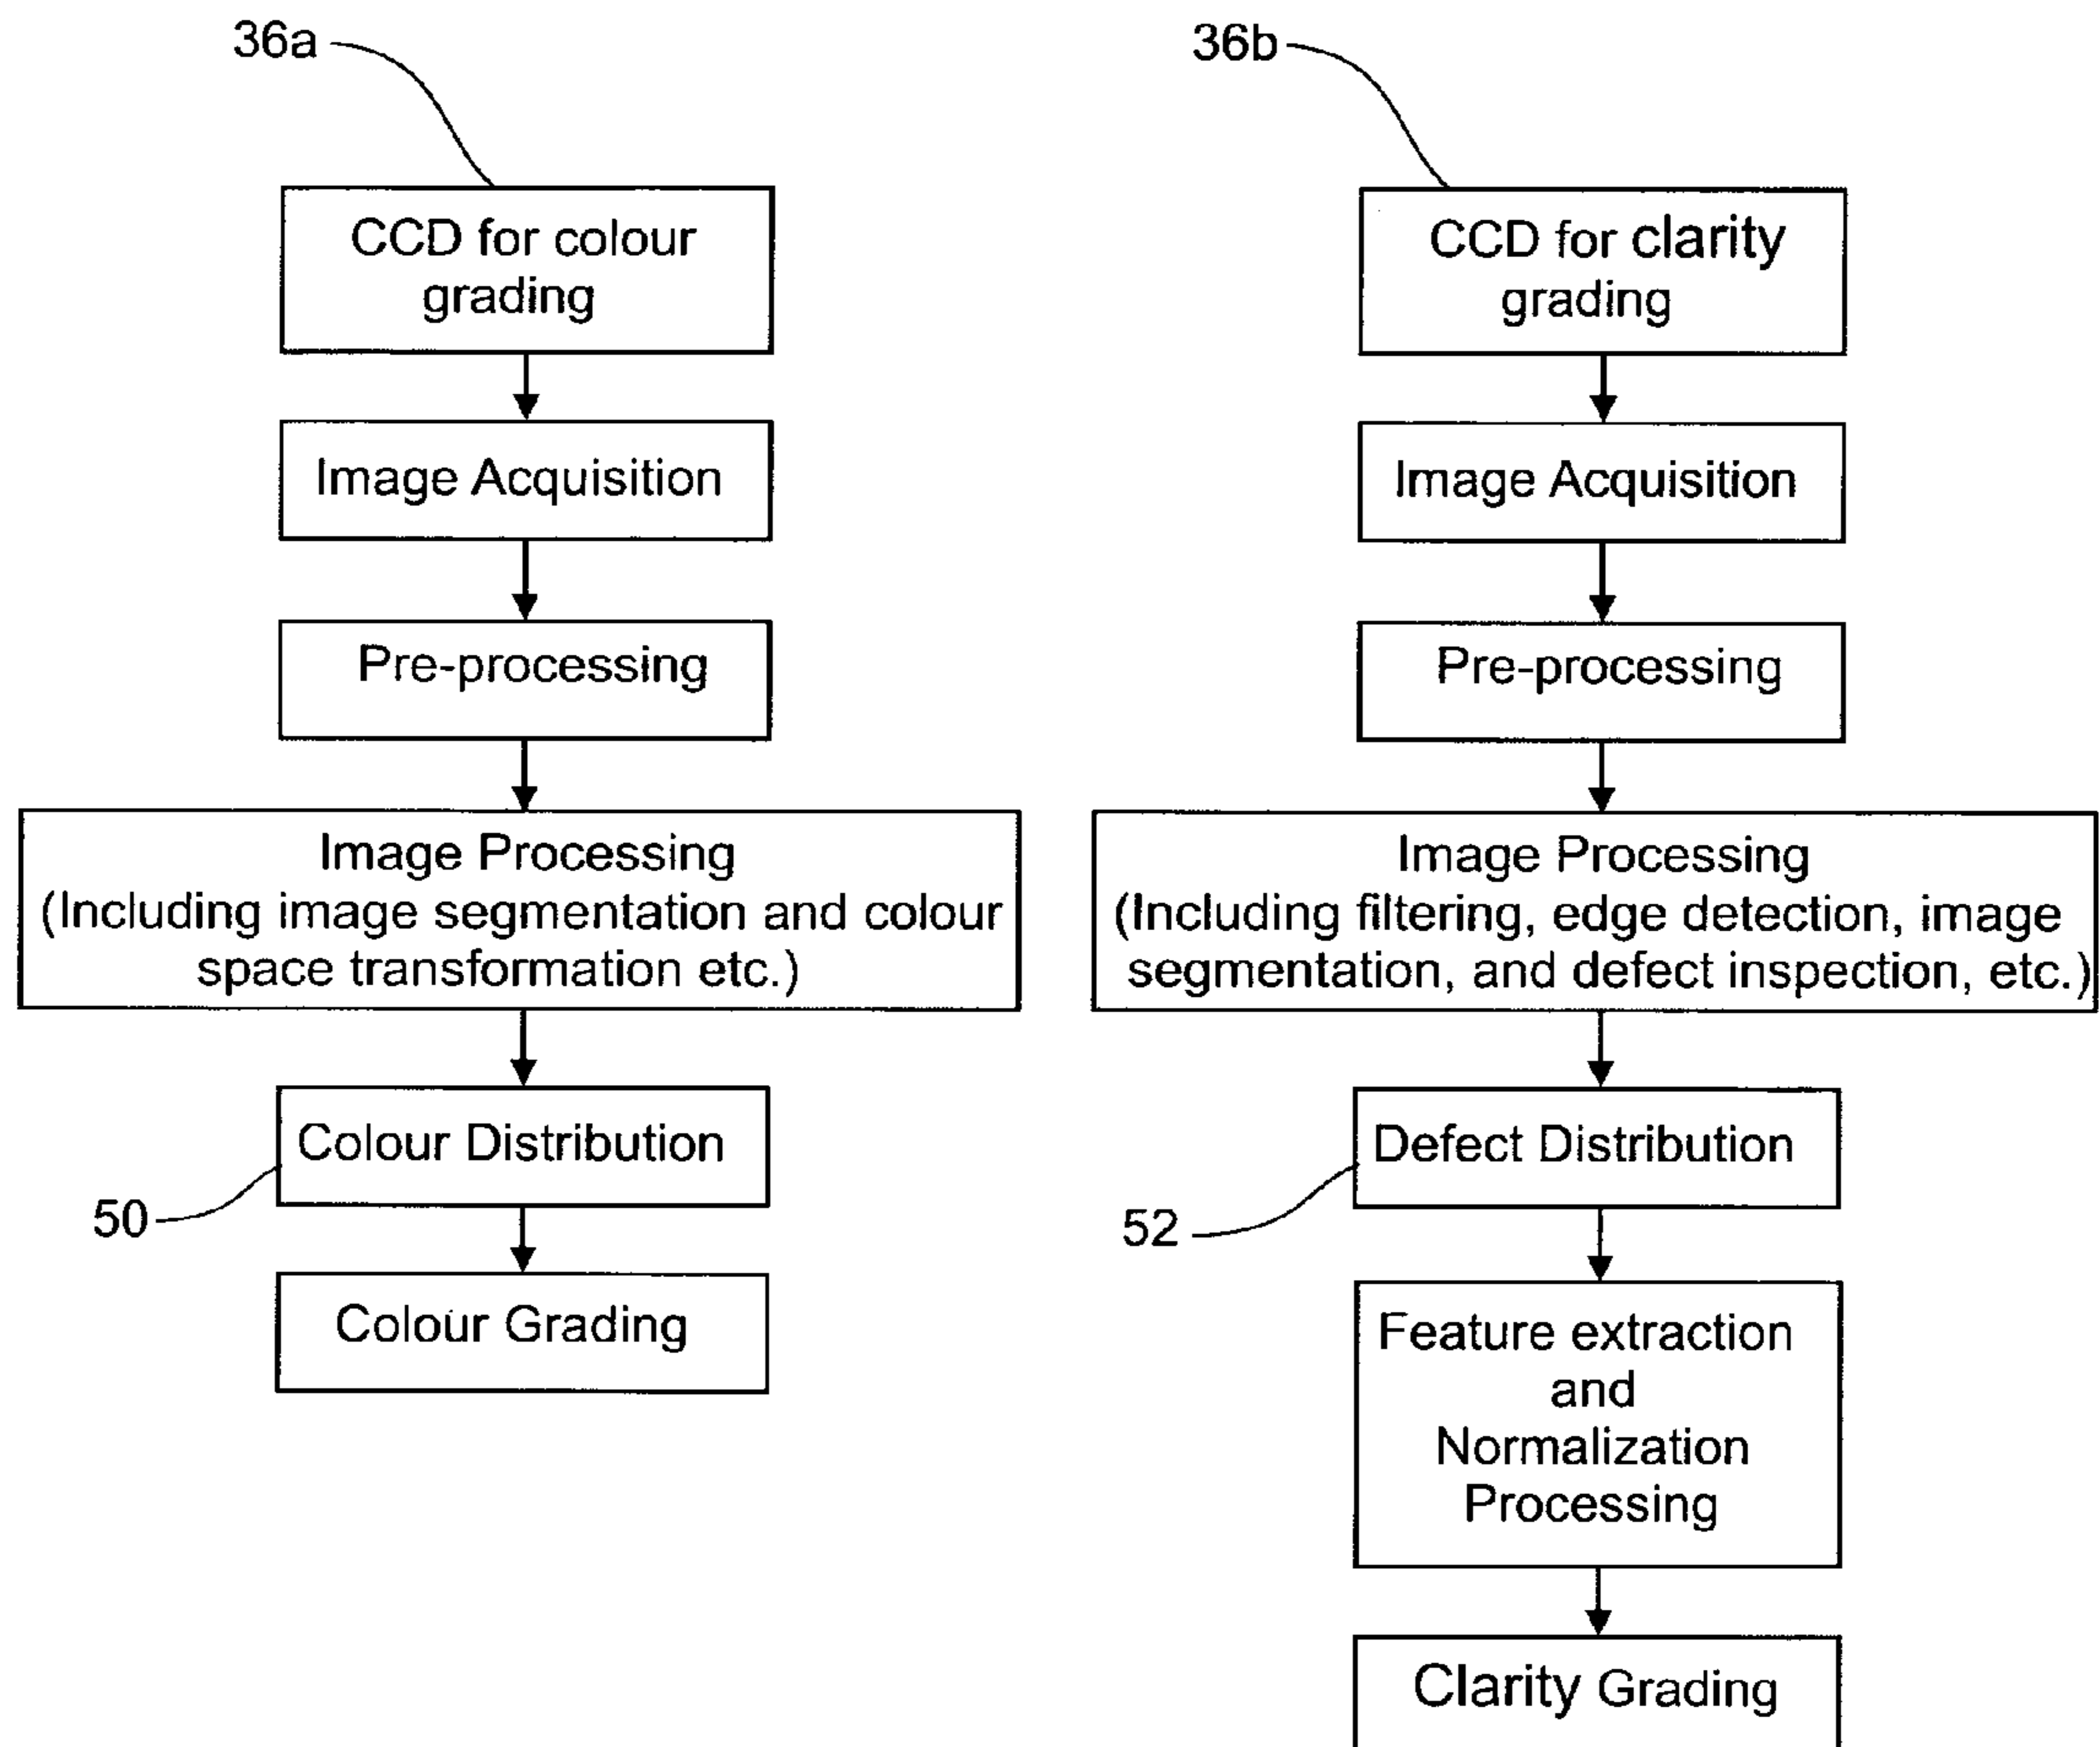 36a
CCD for colour
grading
Image Acquisition
Pre-processing
Image Processing
(Including image segmentation and colour
space transformation etc.)
Colour Distribution
50
Colour Grading
36b
CCD for clarity
grading
Image Acquisition
Pre-processing
Image Processing
(Including filtering, edge detection, image
segmentation, and defect inspection, etc.)
Defect Distribution
52
Feature extraction
and
Normalization
Processing
Clarity Grading